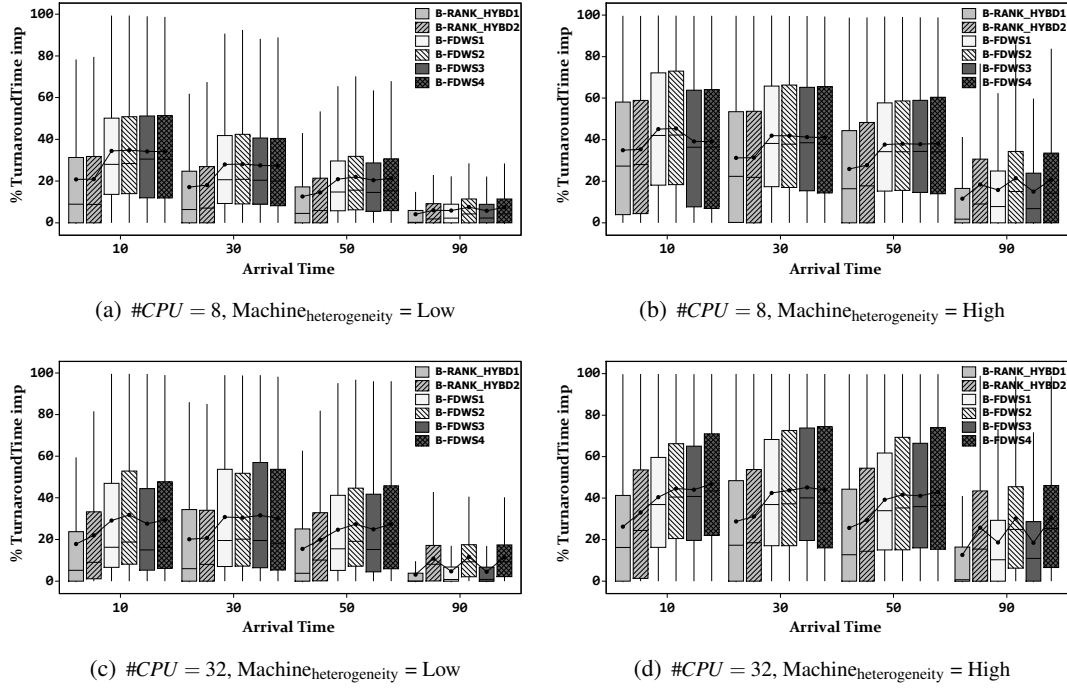 100
80
60
40
20
0
% TurnaroundTime imp
B-RANK_HYBD1
B-RANK_HYBD2
B-FDWS1
B-FDWS2
B-FDWS3
B-FDWS4
10 30 50 90
Arrival Time
(a) #CPU = 8, Machineheterogeneity = Low
100
80
60
40
20
0
% TurnaroundTime imp
B-RANK_HYBD1
B-RANK_HYBD2
B-FDWS1
B-FDWS2
B-FDWS3
B-FDWS4
10 30 50 90
Arrival Time
(b) #CPU = 8, Machineheterogeneity = High
100
80
60
40
20
0
% TurnaroundTime imp
B-RANK_HYBD1
B-RANK_HYBD2
B-FDWS1
B-FDWS2
B-FDWS3
B-FDWS4
10 30 50 90
Arrival Time
(c) #CPU = 32, Machineheterogeneity = Low
100
80
60
40
20
0
% TurnaroundTime imp
B-RANK_HYBD1
B-RANK_HYBD2
B-FDWS1
B-FDWS2
B-FDWS3
B-FDWS4
10 30 50 90
Arrival Time
(d) #CPU = 32, Machineheterogeneity = High